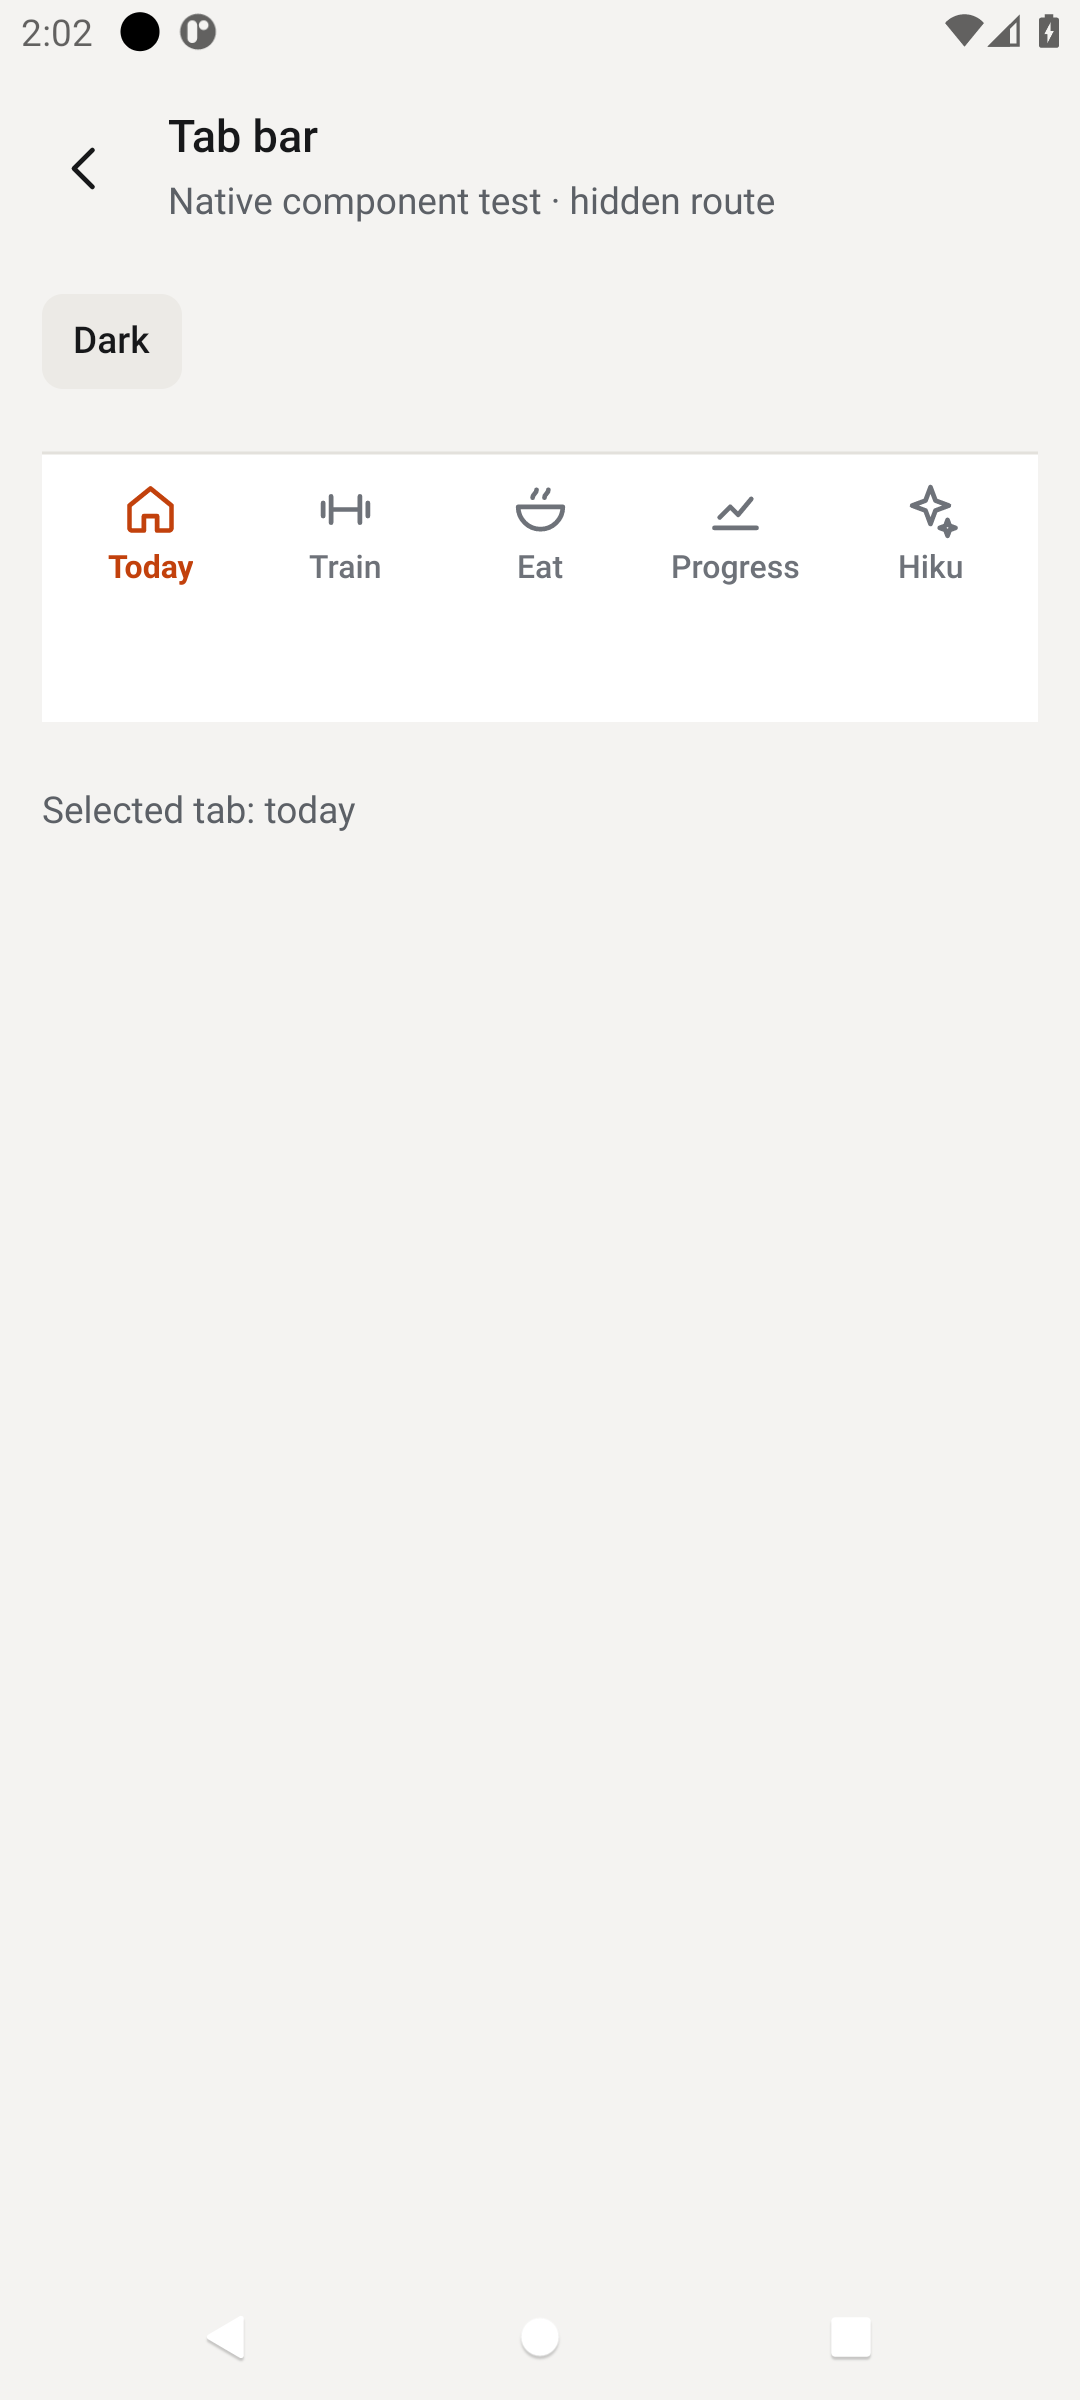 2:02
Tab bar
Native component test · hidden route
Dark
Today Train Eat Progress Hiku
Selected tab: today